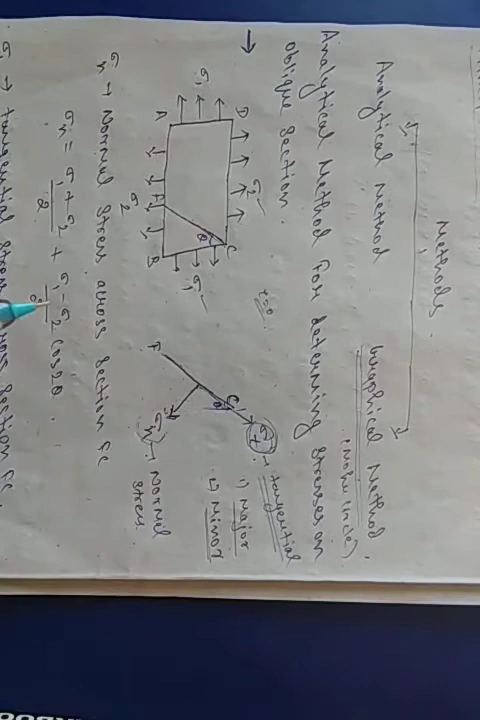 Methods.
Analytical Method.
Graphical Method.
(Mohr circle)
Analytical Method For determining stresses on
oblique section.
D
σ2
C
σ1
θ
σ1
A
F
B
σ2
τ=0
F
C
θ
σt → tangential
1) Major
2) Minor
σn → Normal
Stress
σn → Normal Stress across section FC
σn = σ1 + σ2 / 2 + σ1 - σ2 / 2 cos2θ.
σt → tangential stress across section FC.